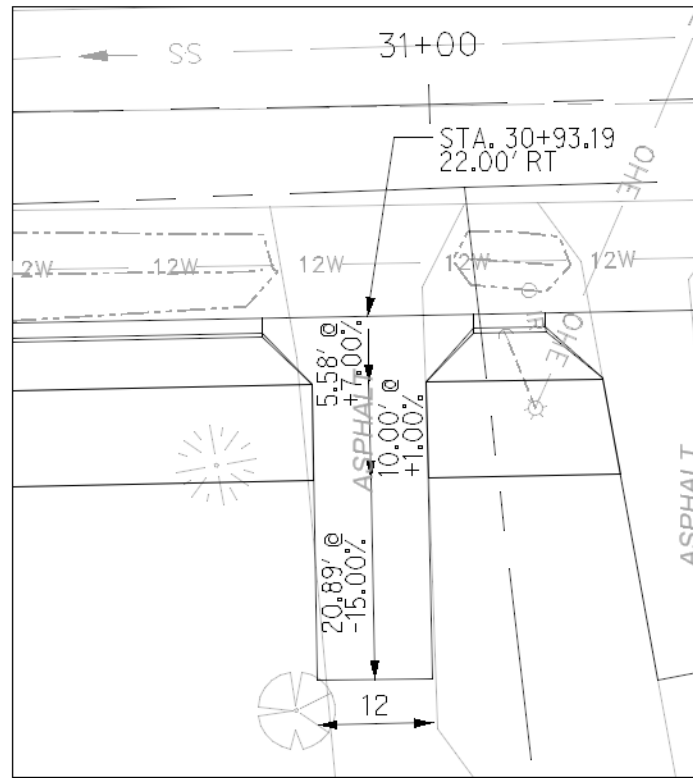 SS
31+00
STA. 30+93.19
22.00' RT
OHE
2W
12W
12W
12W
12W
OHE
5.58' @
+7.00%
ASPHALT
10.00' @
+1.00%
ASPHALT
20.89' @
-15.00%
12